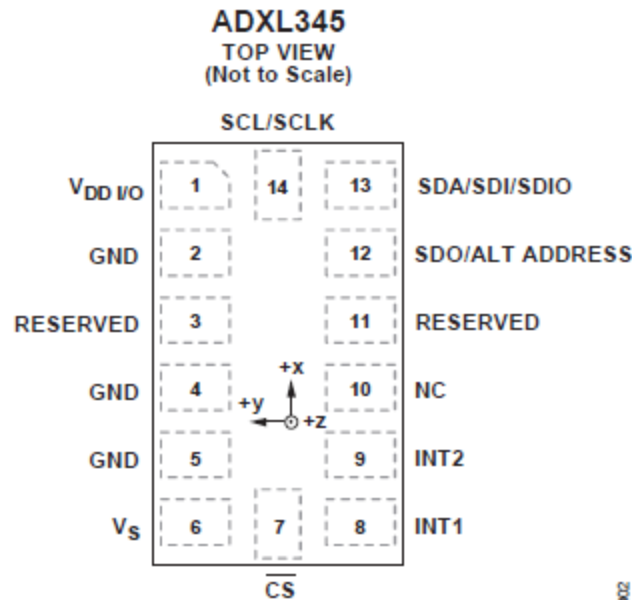 ADXL345
TOP VIEW
(Not to Scale)
SCL/SCLK
VDD I/O 1 14 13 SDA/SDI/SDIO
GND 2 12 SDO/ALT ADDRESS
RESERVED 3 11 RESERVED
+x
GND 4 10 NC
+y +z
GND 5 9 INT2
VS 6 7 8 INT1
CS